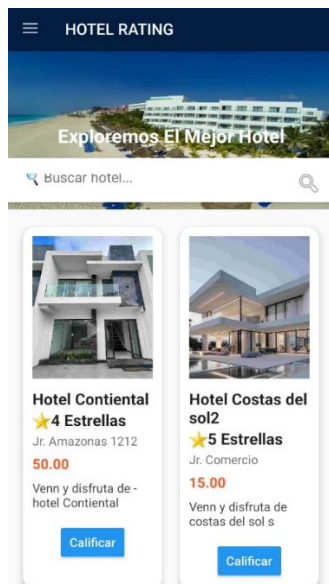 HOTEL RATING
Exploremos El Mejor Hotel
Buscar hotel...
Hotel Contiental
4 Estrellas
Jr. Amazonas 1212
50.00
Venn y disfruta de -
hotel Contiental
Calificar
Hotel Costas del
sol2
5 Estrellas
Jr. Comercio
15.00
Venn y disfruta de
costas del sol s
Calificar